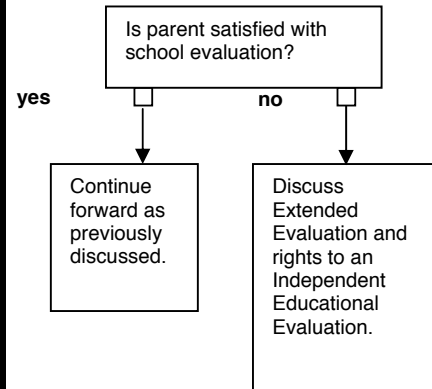 Is parent satisfied with
school evaluation?
yes
no
Continue
forward as
previously
discussed.
Discuss
Extended
Evaluation and
rights to an
Independent
Educational
Evaluation.